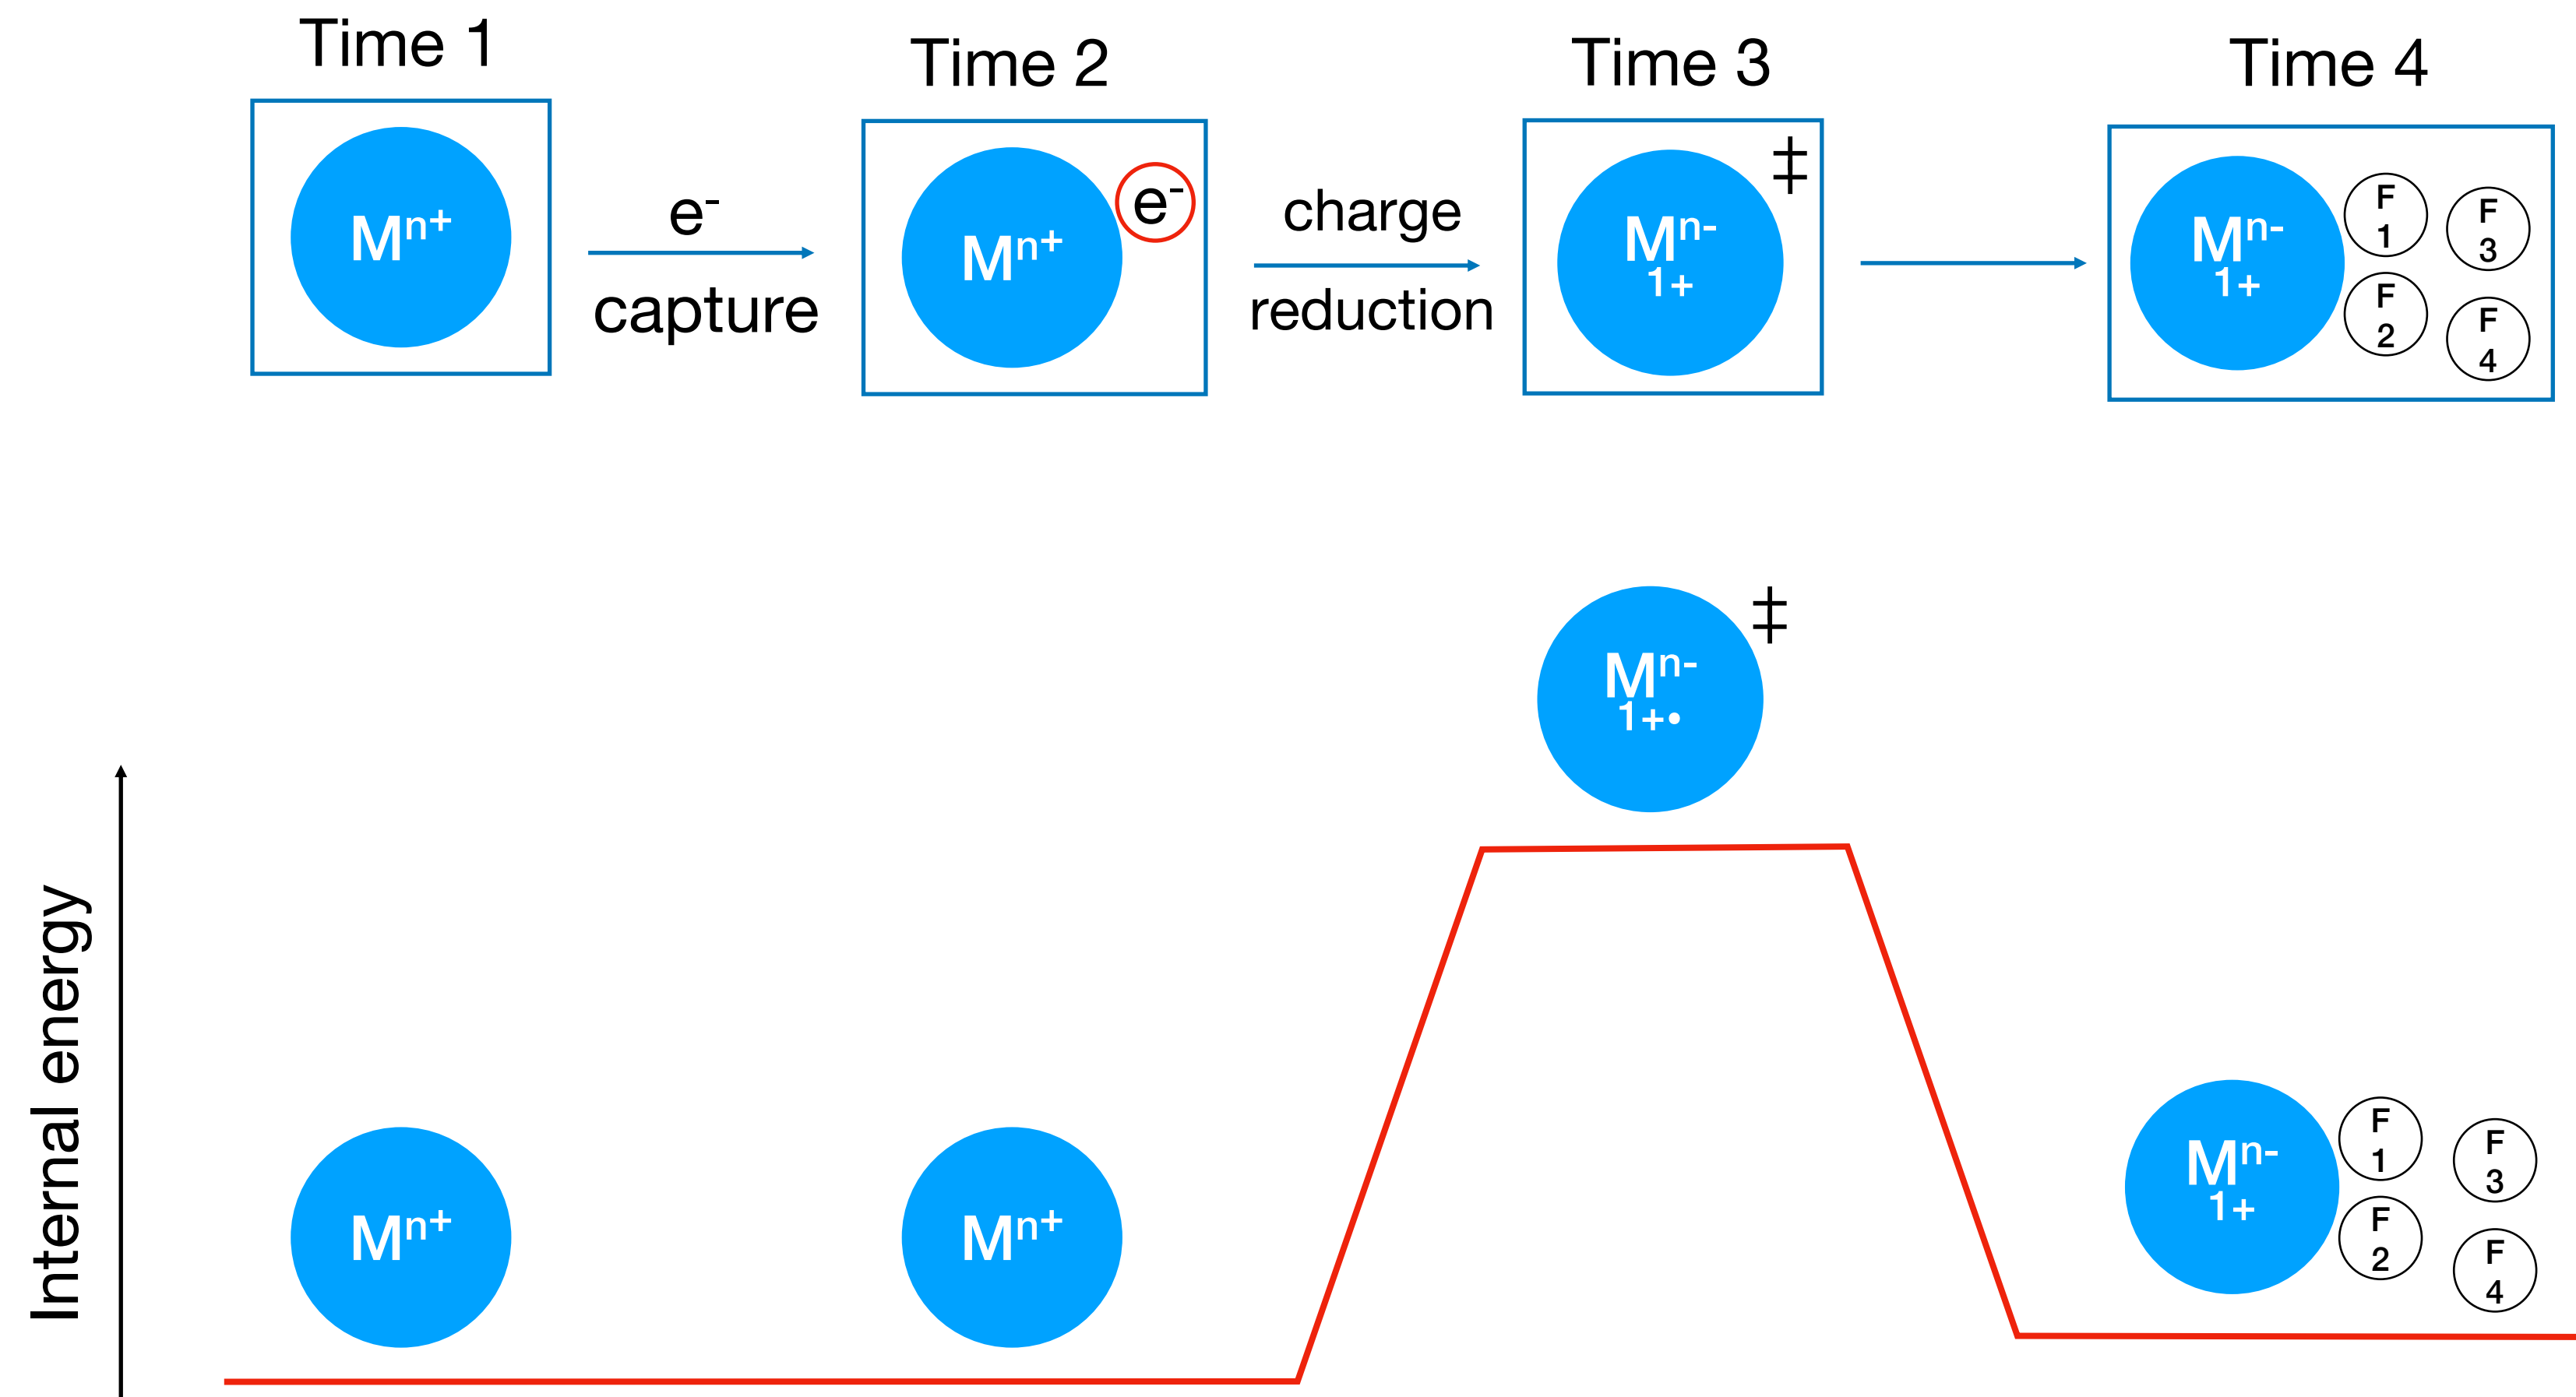 Time 1
Time 2
Time 3
Time 4
Mn+
e-
capture
Mn+
e-
charge
reduction
Mn-
1+
‡
Mn-
1+
F
1
F
2
F
3
F
4
Mn-
1+•
‡
Internal energy
Mn+
Mn+
Mn-
1+
F
1
F
2
F
3
F
4